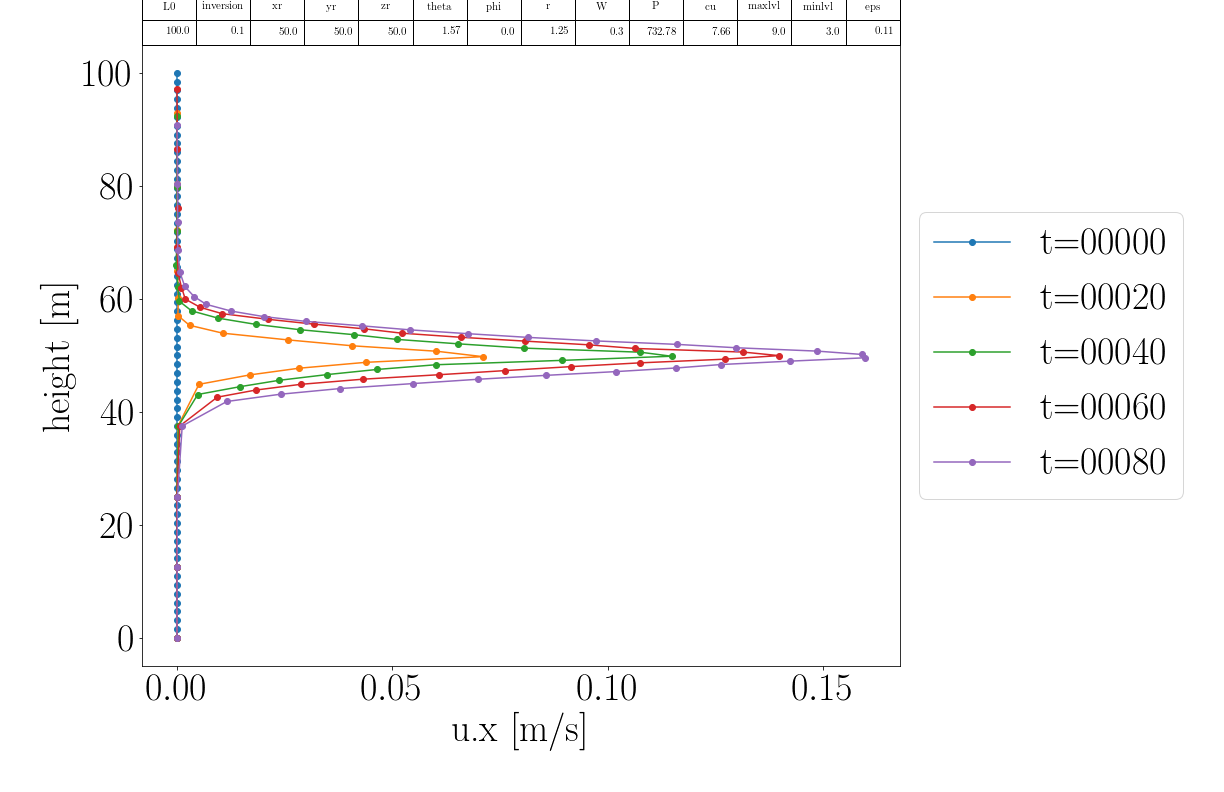 L0 inversion xr yr zr theta phi r W P cu maxlvl minlvl eps
100.0 0.1 50.0 50.0 50.0 1.57 0.0 1.25 0.3 732.78 7.66 9.0 3.0 0.11
100
80
60
40
20
0
height [m]
0.00 0.05 0.10 0.15
u.x [m/s]
t=00000
t=00020
t=00040
t=00060
t=00080